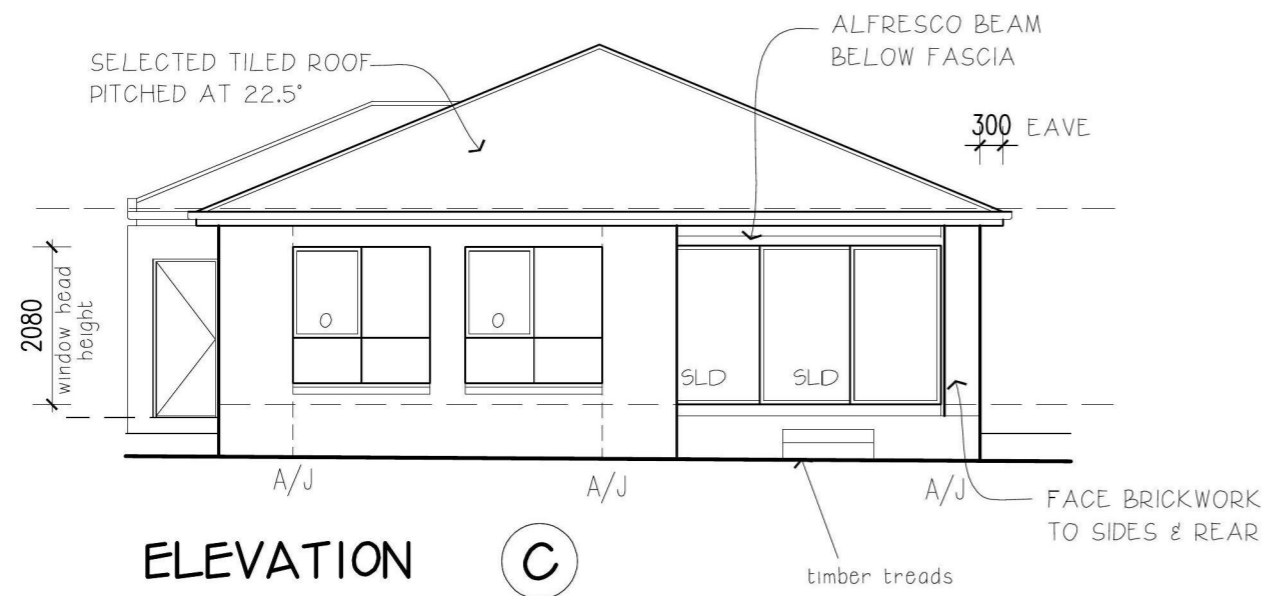 SELECTED TILED ROOF
PITCHED AT 22.5°
ALFRESCO BEAM
BELOW FASCIA
300 EAVE
2080
window head
height
O
O
SLD
SLD
A/J
A/J
A/J
FACE BRICKWORK
TO SIDES & REAR
timber treads
ELEVATION C